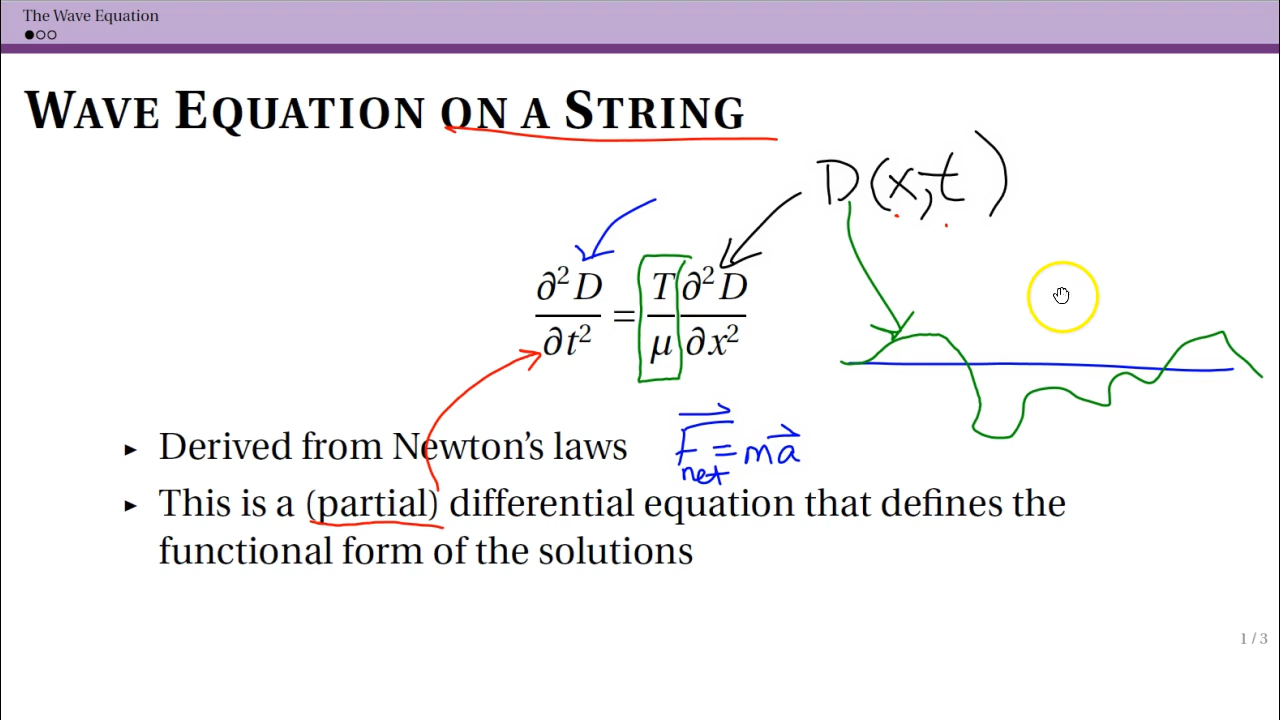 The Wave Equation
WAVE EQUATION ON A STRING
D(x,t)
∂²D/∂t² = T/μ ∂²D/∂x²
▸ Derived from Newton's laws F⃗net = ma⃗
▸ This is a (partial) differential equation that defines the
functional form of the solutions
1 / 3